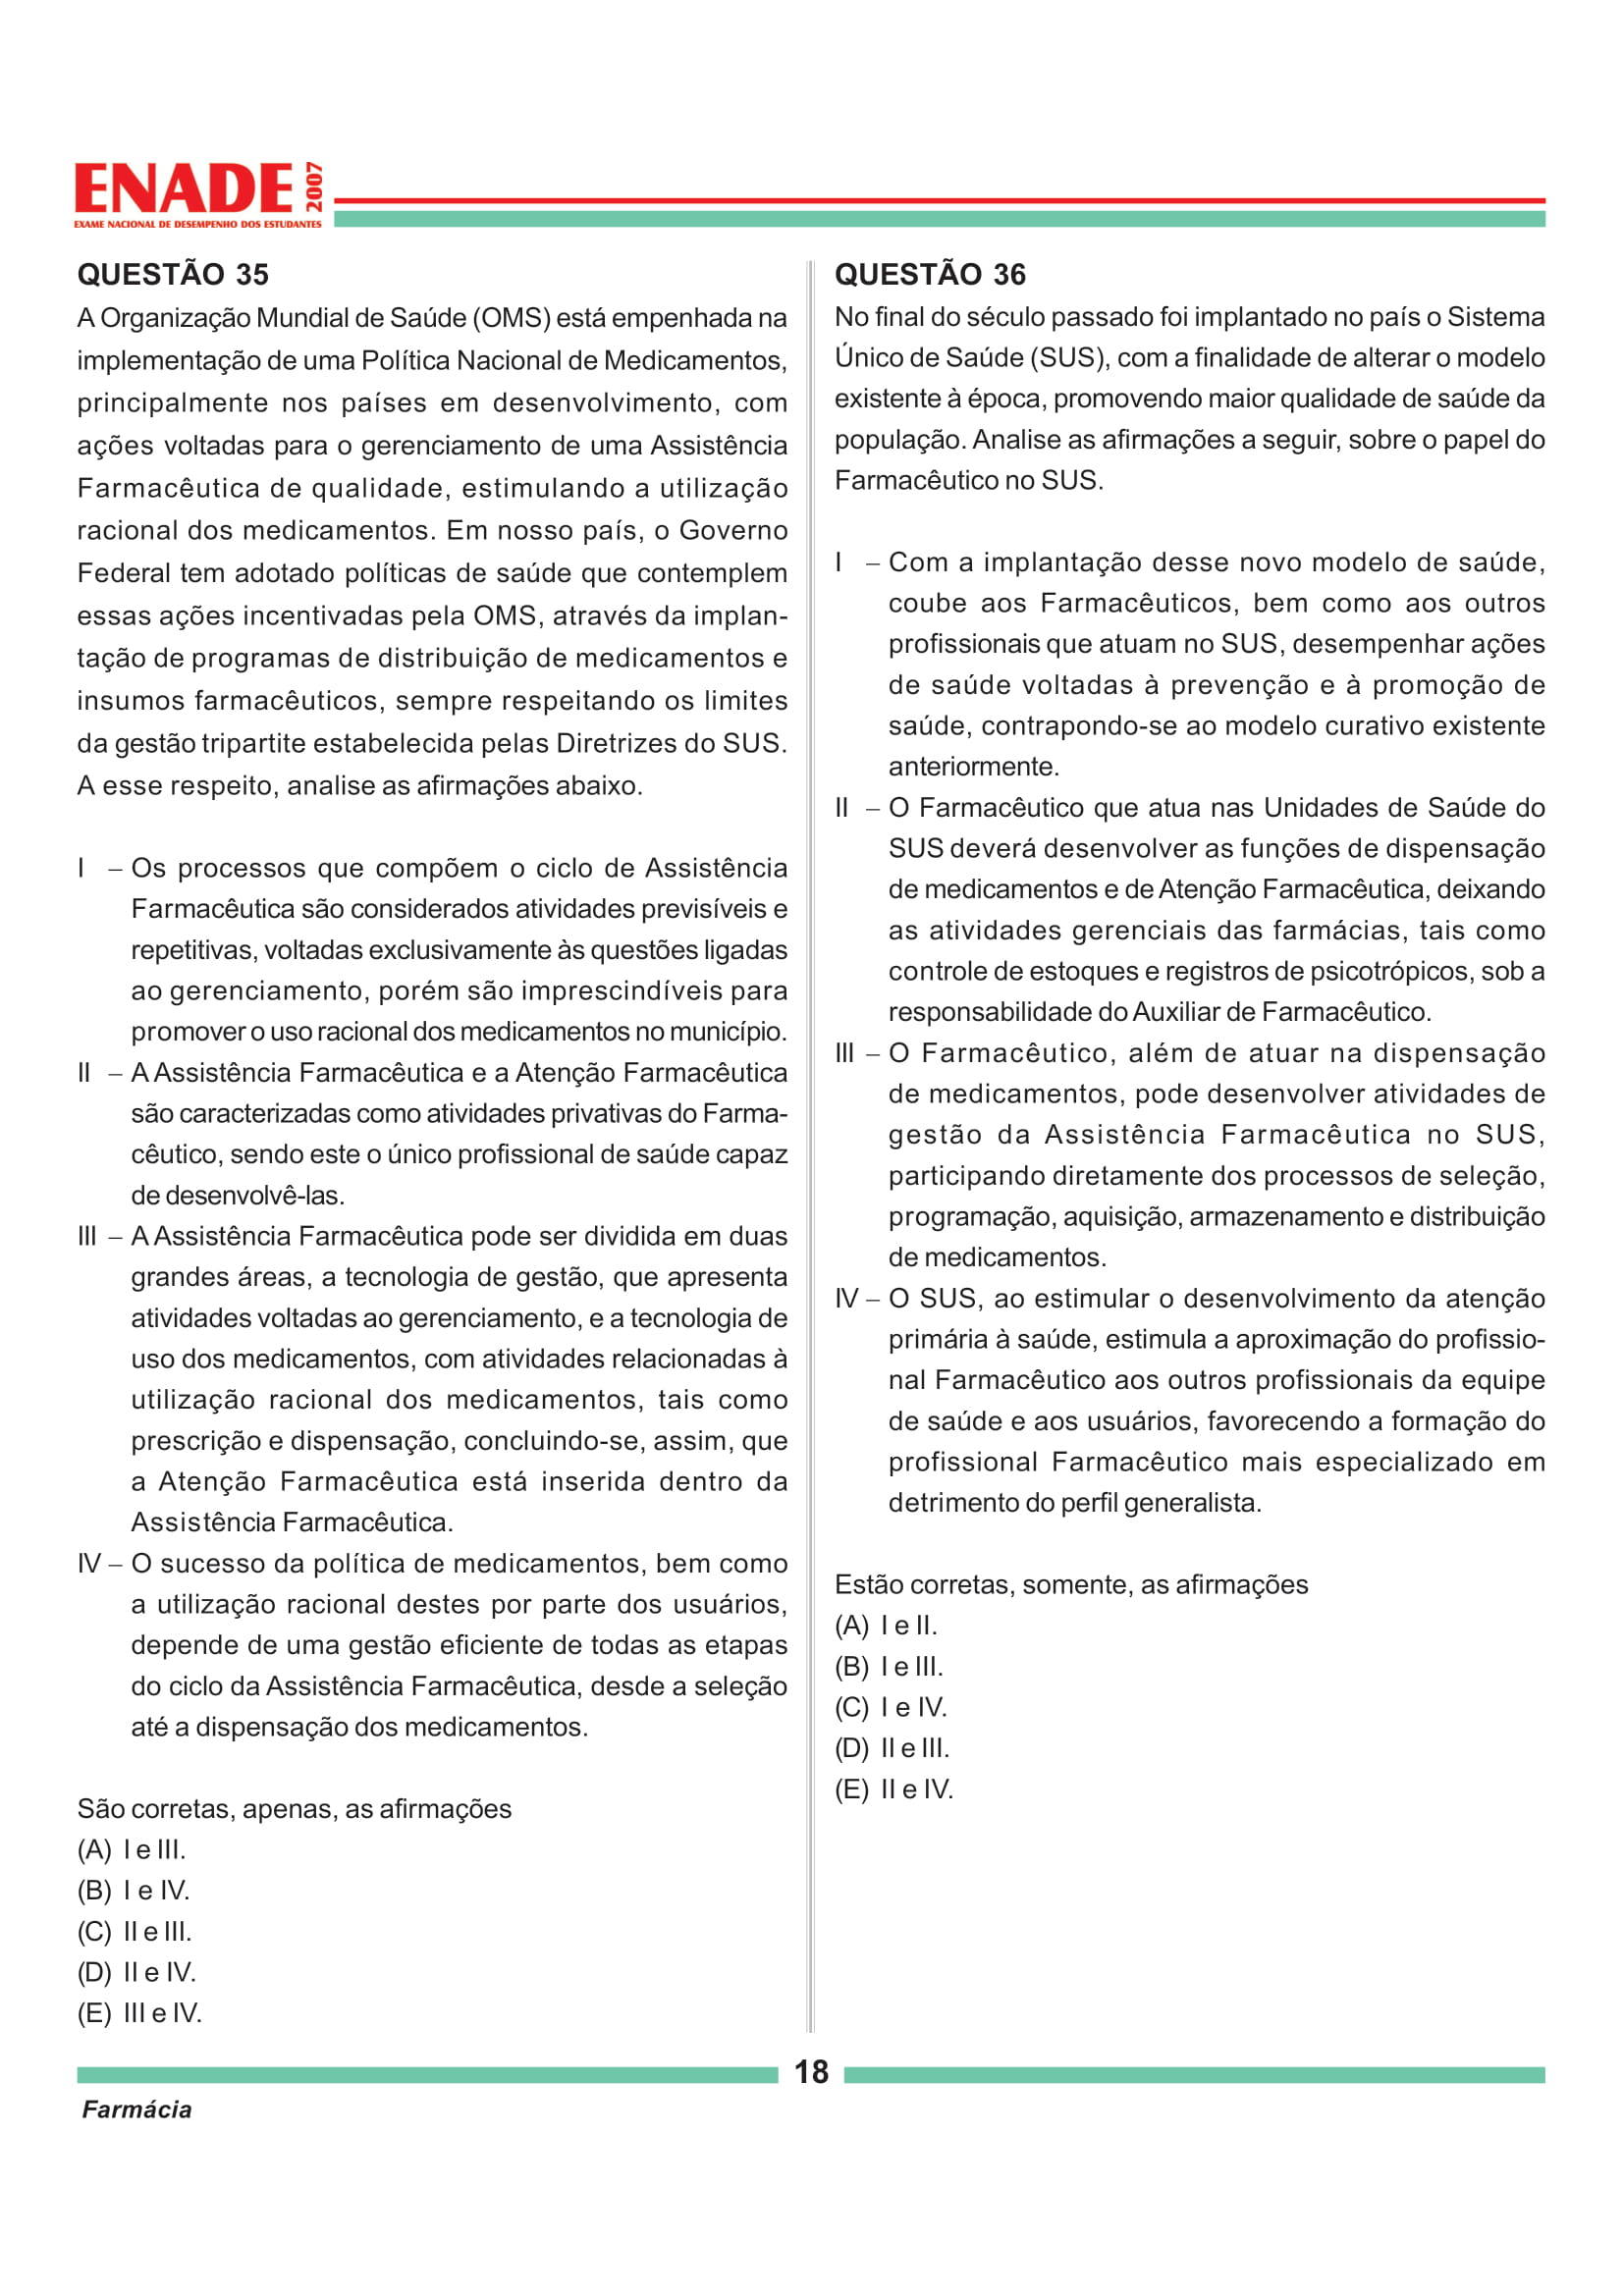 ENADE 2007
EXAME NACIONAL DE DESEMPENHO DOS ESTUDANTES
QUESTÃO 35
A Organização Mundial de Saúde (OMS) está empenhada na
implementação de uma Política Nacional de Medicamentos,
principalmente nos países em desenvolvimento, com
ações voltadas para o gerenciamento de uma Assistência
Farmacêutica de qualidade, estimulando a utilização
racional dos medicamentos. Em nosso país, o Governo
Federal tem adotado políticas de saúde que contemplem
essas ações incentivadas pela OMS, através da implan-
tação de programas de distribuição de medicamentos e
insumos farmacêuticos, sempre respeitando os limites
da gestão tripartite estabelecida pelas Diretrizes do SUS.
A esse respeito, analise as afirmações abaixo.
I – Os processos que compõem o ciclo de Assistência
Farmacêutica são considerados atividades previsíveis e
repetitivas, voltadas exclusivamente às questões ligadas
ao gerenciamento, porém são imprescindíveis para
promover o uso racional dos medicamentos no município.
II – A Assistência Farmacêutica e a Atenção Farmacêutica
são caracterizadas como atividades privativas do Farma-
cêutico, sendo este o único profissional de saúde capaz
de desenvolvê-las.
III – A Assistência Farmacêutica pode ser dividida em duas
grandes áreas, a tecnologia de gestão, que apresenta
atividades voltadas ao gerenciamento, e a tecnologia de
uso dos medicamentos, com atividades relacionadas à
utilização racional dos medicamentos, tais como
prescrição e dispensação, concluindo-se, assim, que
a Atenção Farmacêutica está inserida dentro da
Assistência Farmacêutica.
IV – O sucesso da política de medicamentos, bem como
a utilização racional destes por parte dos usuários,
depende de uma gestão eficiente de todas as etapas
do ciclo da Assistência Farmacêutica, desde a seleção
até a dispensação dos medicamentos.
São corretas, apenas, as afirmações
(A) I e III.
(B) I e IV.
(C) II e III.
(D) II e IV.
(E) III e IV.
QUESTÃO 36
No final do século passado foi implantado no país o Sistema
Único de Saúde (SUS), com a finalidade de alterar o modelo
existente à época, promovendo maior qualidade de saúde da
população. Analise as afirmações a seguir, sobre o papel do
Farmacêutico no SUS.
I – Com a implantação desse novo modelo de saúde,
coube aos Farmacêuticos, bem como aos outros
profissionais que atuam no SUS, desempenhar ações
de saúde voltadas à prevenção e à promoção de
saúde, contrapondo-se ao modelo curativo existente
anteriormente.
II – O Farmacêutico que atua nas Unidades de Saúde do
SUS deverá desenvolver as funções de dispensação
de medicamentos e de Atenção Farmacêutica, deixando
as atividades gerenciais das farmácias, tais como
controle de estoques e registros de psicotrópicos, sob a
responsabilidade do Auxiliar de Farmacêutico.
III – O Farmacêutico, além de atuar na dispensação
de medicamentos, pode desenvolver atividades de
gestão da Assistência Farmacêutica no SUS,
participando diretamente dos processos de seleção,
programação, aquisição, armazenamento e distribuição
de medicamentos.
IV – O SUS, ao estimular o desenvolvimento da atenção
primária à saúde, estimula a aproximação do profissio-
nal Farmacêutico aos outros profissionais da equipe
de saúde e aos usuários, favorecendo a formação do
profissional Farmacêutico mais especializado em
detrimento do perfil generalista.
Estão corretas, somente, as afirmações
(A) I e II.
(B) I e III.
(C) I e IV.
(D) II e III.
(E) II e IV.
18
Farmácia